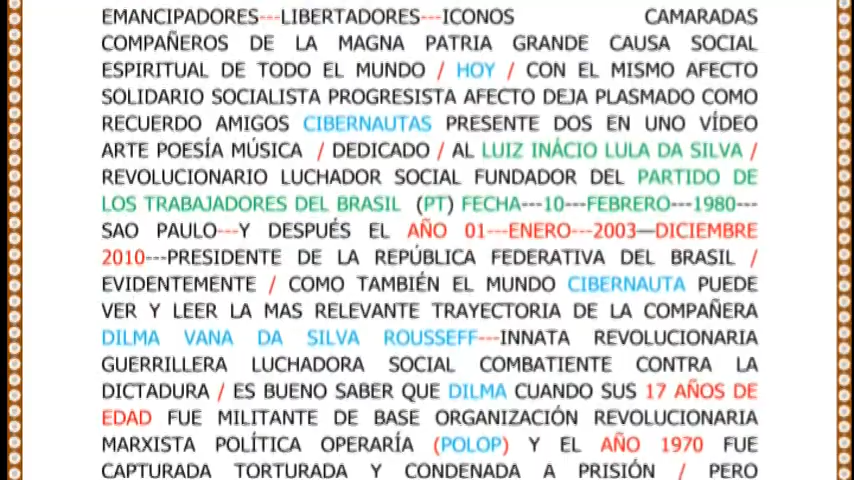 EMANCIPADORES---LIBERTADORES---ICONOS CAMARADAS
COMPAÑEROS DE LA MAGNA PATRIA GRANDE CAUSA SOCIAL
ESPIRITUAL DE TODO EL MUNDO / HOY / CON EL MISMO AFECTO
SOLIDARIO SOCIALISTA PROGRESISTA AFECTO DEJA PLASMADO COMO
RECUERDO AMIGOS CIBERNAUTAS PRESENTE DOS EN UNO VÍDEO
ARTE POESÍA MÚSICA / DEDICADO / AL LUIZ INÁCIO LULA DA SILVA /
REVOLUCIONARIO LUCHADOR SOCIAL FUNDADOR DEL PARTIDO DE
LOS TRABAJADORES DEL BRASIL (PT) FECHA---10---FEBRERO---1980---
SAO PAULO---Y DESPUÉS EL AÑO 01---ENERO---2003—DICIEMBRE
2010---PRESIDENTE DE LA REPÚBLICA FEDERATIVA DEL BRASIL /
EVIDENTEMENTE / COMO TAMBIÉN EL MUNDO CIBERNAUTA PUEDE
VER Y LEER LA MAS RELEVANTE TRAYECTORIA DE LA COMPAÑERA
DILMA VANA DA SILVA ROUSSEFF---INNATA REVOLUCIONARIA
GUERRILLERA LUCHADORA SOCIAL COMBATIENTE CONTRA LA
DICTADURA / ES BUENO SABER QUE DILMA CUANDO SUS 17 AÑOS DE
EDAD FUE MILITANTE DE BASE ORGANIZACIÓN REVOLUCIONARIA
MARXISTA POLÍTICA OPERARÍA (POLOP) Y EL AÑO 1970 FUE
CAPTURADA TORTURADA Y CONDENADA A PRISIÓN / PERO